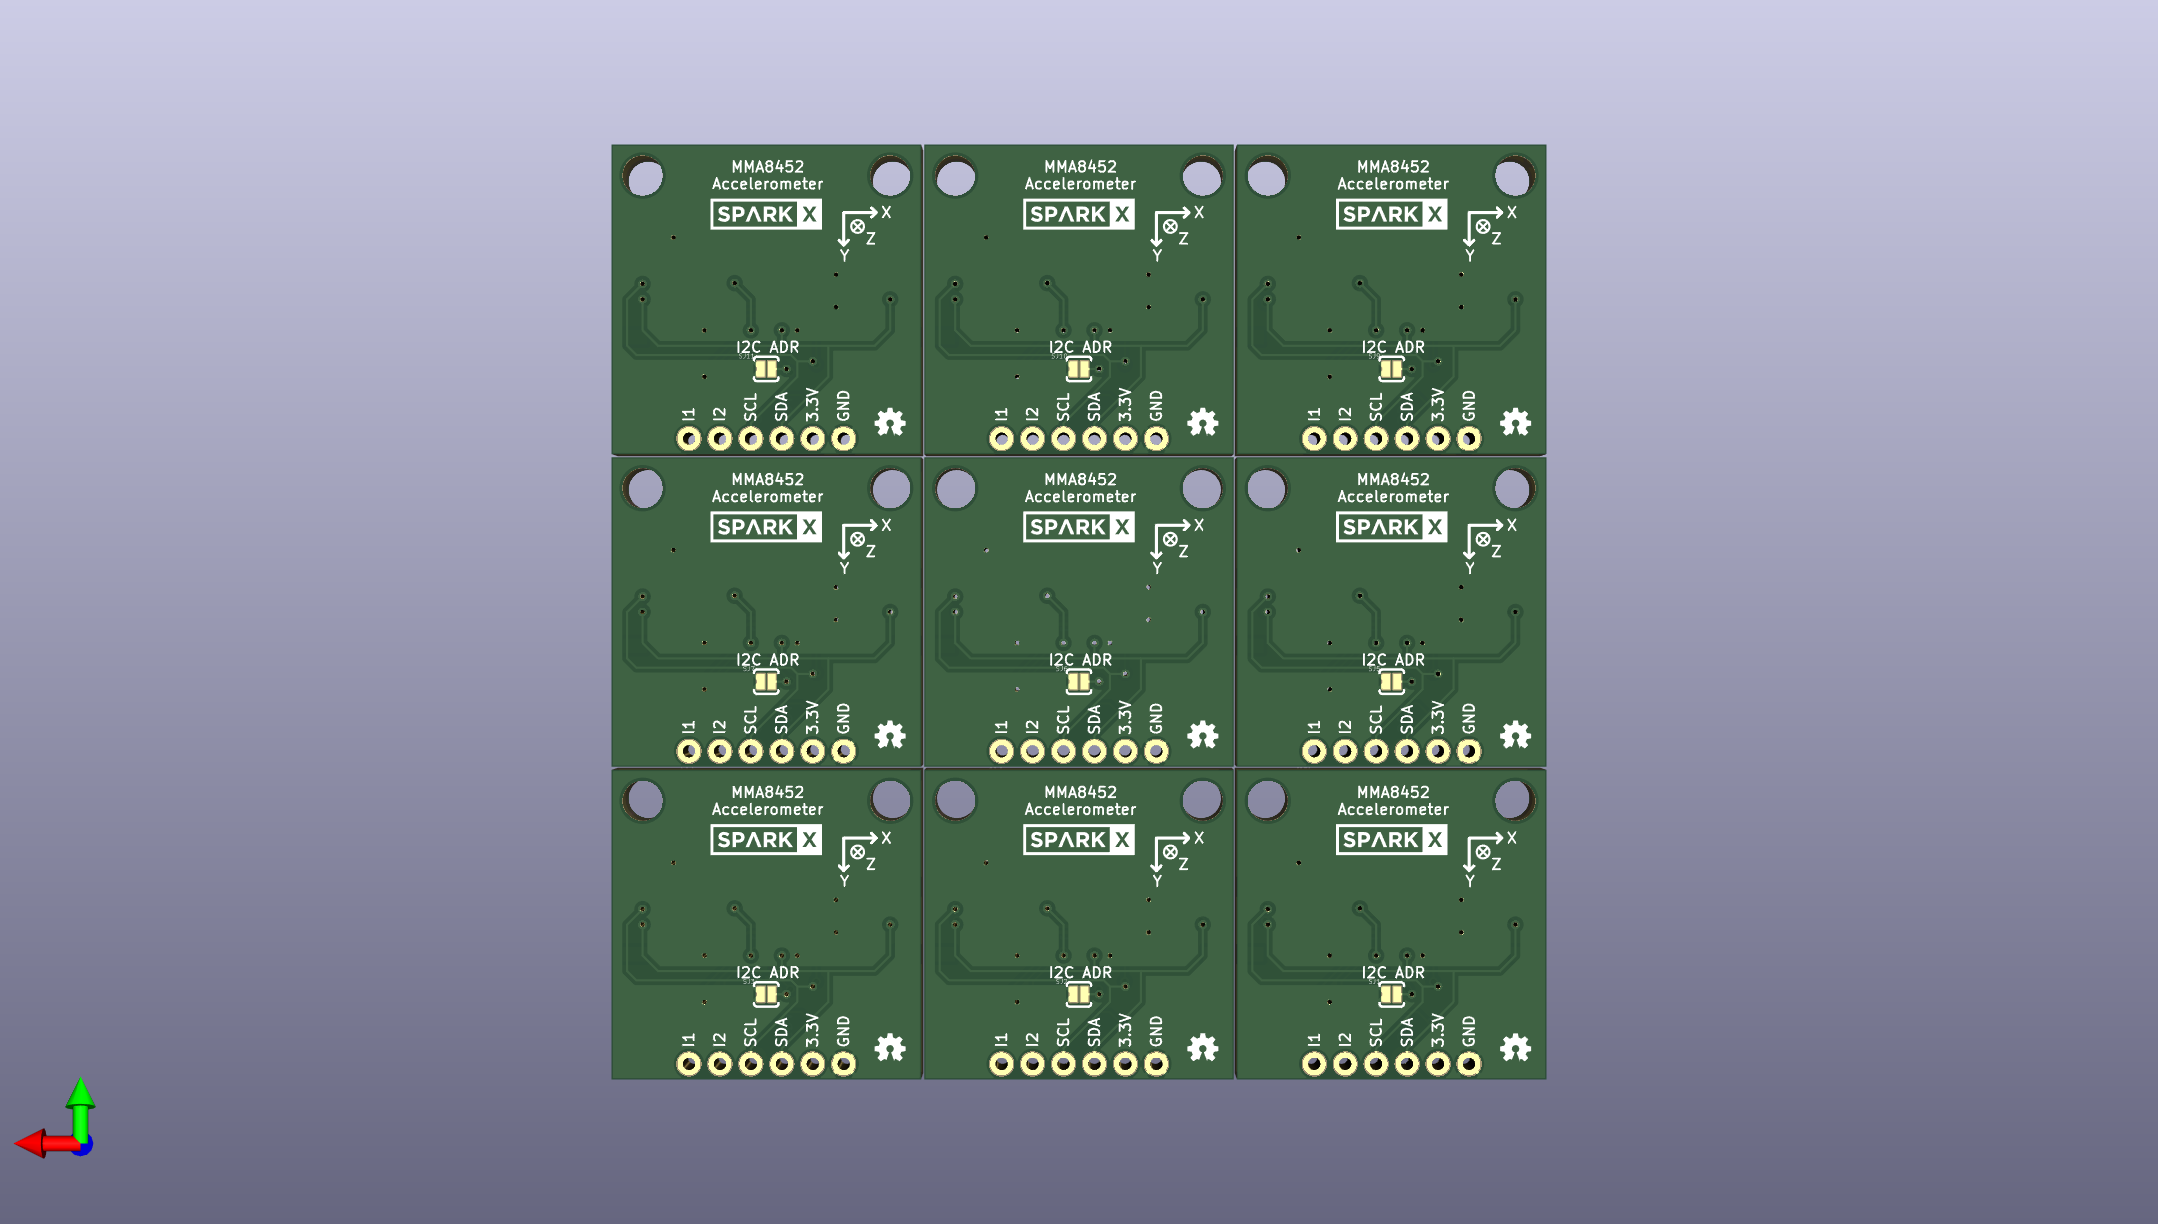 MMA8452
Accelerometer
SPARK X
X
Z
Y
I2C ADR
I1 I2 SCL SDA 3.3V GND
MMA8452
Accelerometer
SPARK X
X
Z
Y
I2C ADR
I1 I2 SCL SDA 3.3V GND
MMA8452
Accelerometer
SPARK X
X
Z
Y
I2C ADR
I1 I2 SCL SDA 3.3V GND
MMA8452
Accelerometer
SPARK X
X
Z
Y
I2C ADR
I1 I2 SCL SDA 3.3V GND
MMA8452
Accelerometer
SPARK X
X
Z
Y
I2C ADR
I1 I2 SCL SDA 3.3V GND
MMA8452
Accelerometer
SPARK X
X
Z
Y
I2C ADR
I1 I2 SCL SDA 3.3V GND
MMA8452
Accelerometer
SPARK X
X
Z
Y
I2C ADR
I1 I2 SCL SDA 3.3V GND
MMA8452
Accelerometer
SPARK X
X
Z
Y
I2C ADR
I1 I2 SCL SDA 3.3V GND
MMA8452
Accelerometer
SPARK X
X
Z
Y
I2C ADR
I1 I2 SCL SDA 3.3V GND